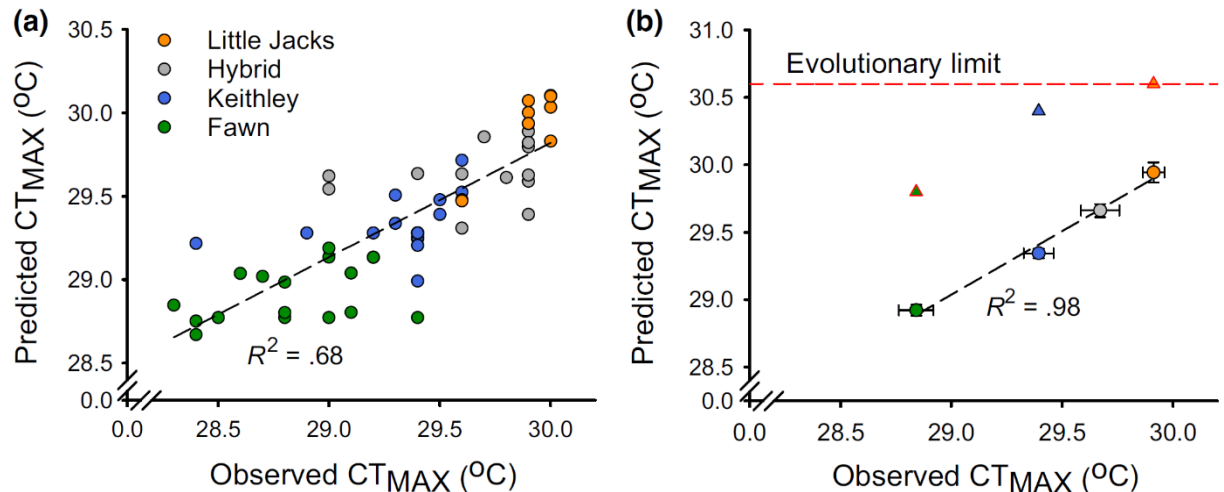 (a)
30.5
30.0
29.5
29.0
28.5
0.0
Predicted CTMAX (oC)
Little Jacks
Hybrid
Keithley
Fawn
R2 = .68
0.0
28.5
29.0
29.5
30.0
Observed CTMAX (oC)
(b)
31.0
30.5
30.0
29.5
29.0
28.5
0.0
Predicted CTMAX (oC)
Evolutionary limit
R2 = .98
0.0
28.5
29.0
29.5
30.0
Observed CTMAX (oC)